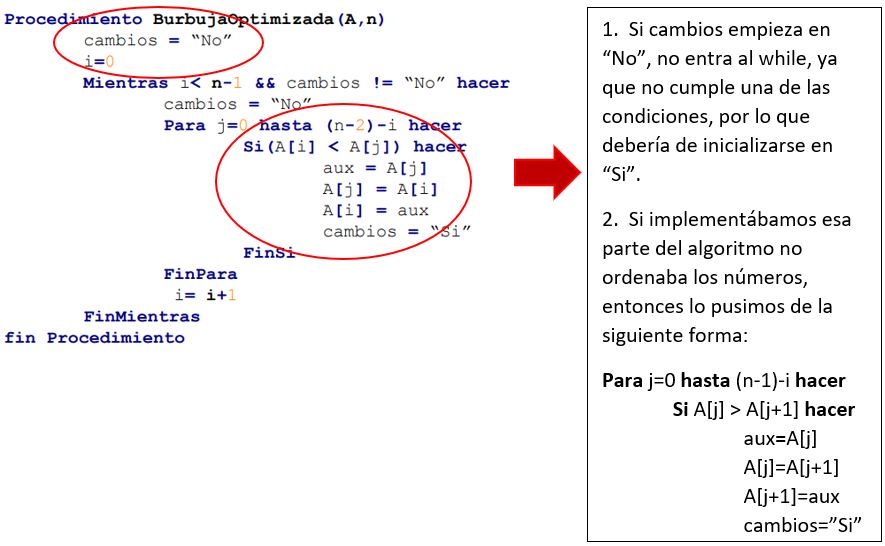 Procedimiento BurbujaOptimizada(A,n)
cambios = “No”
i=0
Mientras i< n-1 && cambios != “No” hacer
cambios = “No”
Para j=0 hasta (n-2)-i hacer
Si(A[i] < A[j]) hacer
aux = A[j]
A[j] = A[i]
A[i] = aux
cambios = “Si”
FinSi
FinPara
i= i+1
FinMientras
fin Procedimiento
1. Si cambios empieza en
“No”, no entra al while, ya
que no cumple una de las
condiciones, por lo que
debería de inicializarse en
“Si”.
2. Si implementábamos esa
parte del algoritmo no
ordenaba los números,
entonces lo pusimos de la
siguiente forma:
Para j=0 hasta (n-1)-i hacer
Si A[j] > A[j+1] hacer
aux=A[j]
A[j]=A[j+1]
A[j+1]=aux
cambios=”Si”